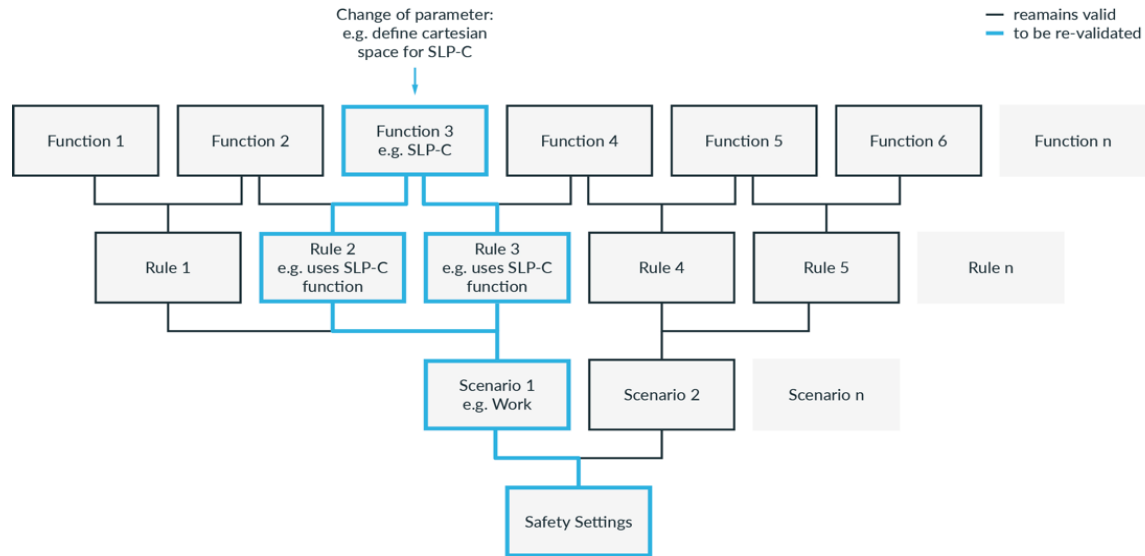 Change of parameter:
e.g. define cartesian
space for SLP-C
reamains valid
to be re-validated
Function 1
Function 2
Function 3
e.g. SLP-C
Function 4
Function 5
Function 6
Function n
Rule 1
Rule 2
e.g. uses SLP-C
function
Rule 3
e.g. uses SLP-C
function
Rule 4
Rule 5
Rule n
Scenario 1
e.g. Work
Scenario 2
Scenario n
Safety Settings